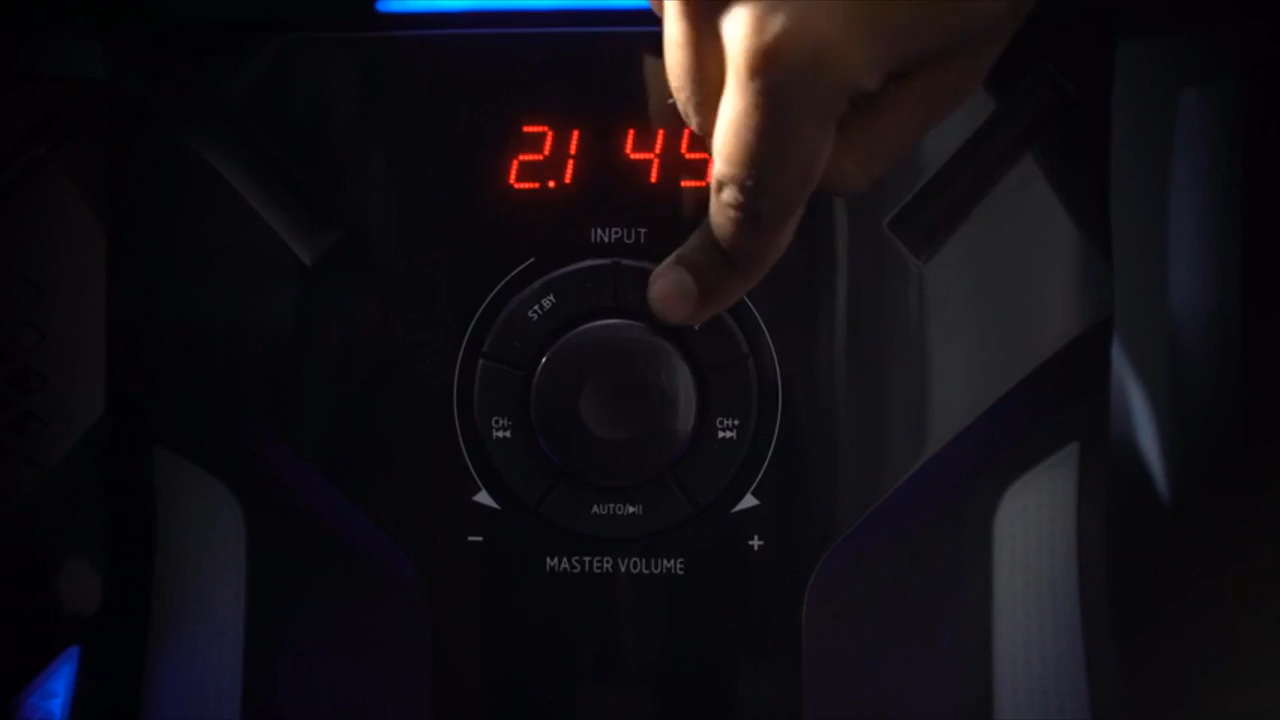 2.1 45
INPUT
ST.BY
CH-
CH+
AUTO/
MASTER VOLUME
- +